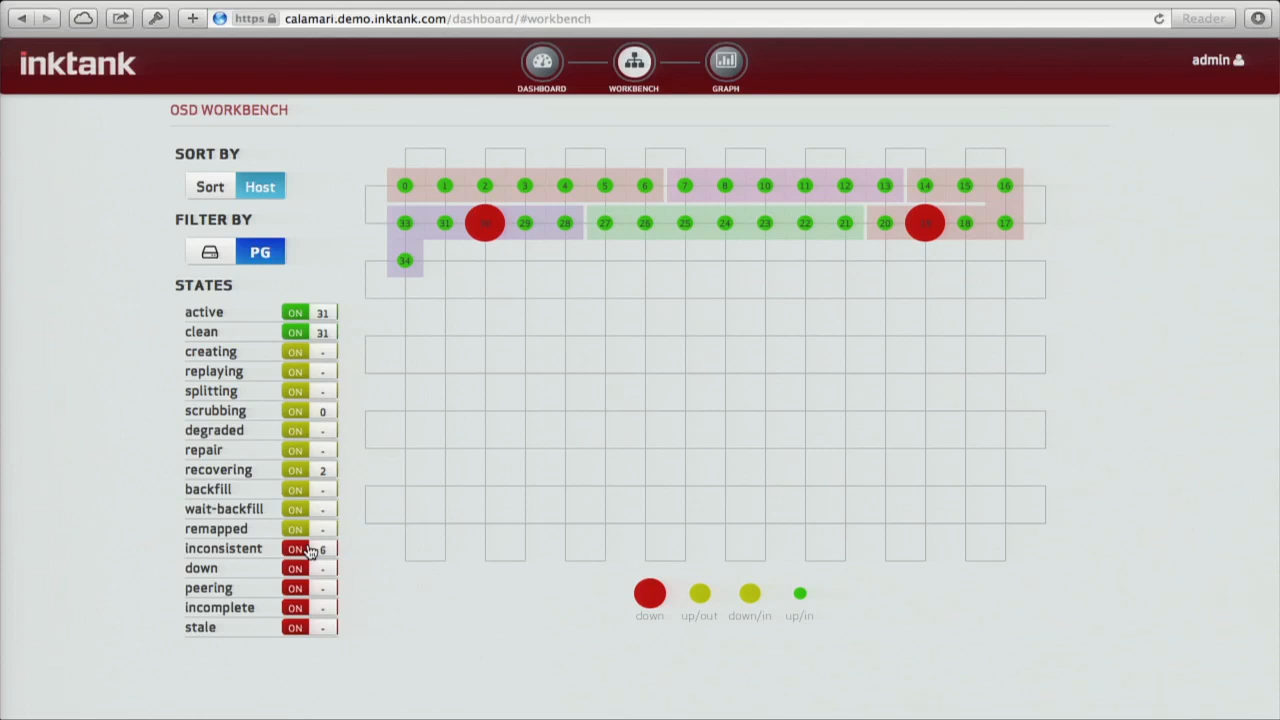 https calamari.demo.inktank.com/dashboard/#workbench Reader
inktank
DASHBOARD WORKBENCH GRAPH
admin
OSD WORKBENCH
SORT BY
Sort Host
FILTER BY
PG
STATES
active ON 31
clean ON 31
creating ON -
replaying ON -
splitting ON -
scrubbing ON 0
degraded ON -
repair ON -
recovering ON 2
backfill ON -
wait-backfill ON -
remapped ON -
inconsistent ON 6
down ON -
peering ON -
incomplete ON -
stale ON -
0 1 2 3 4 5 6 7 8 10 11 12 13 14 15 16
33 31 29 28 27 26 25 24 23 22 21 20 18 17
34
down up/out down/in up/in